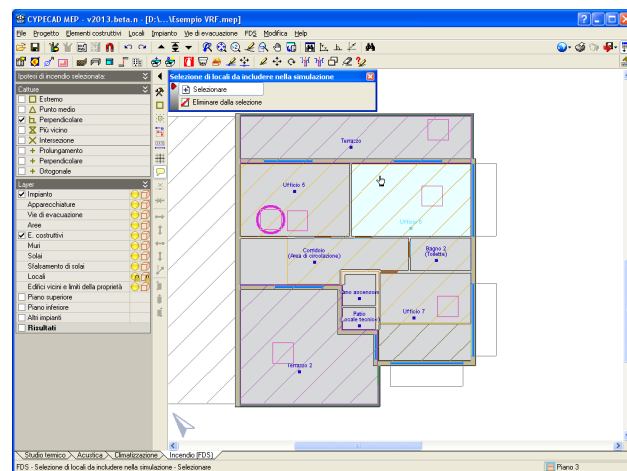 CYPECAD MEP - v2013.beta.n - [D:\...\Esempio VRF.mep]
File Progetto Elementi costruttivi Locali Impianto Vie di evacuazione FDS Modifica Help
Ipotesi di incendio selezionata:
Catture
Estremo
Punto medio
Perpendicolare
Più vicino
Intersezione
Prolungamento
Perpendicolare
Ortogonale
Layer
Impianto
Apparecchiature
Vie di evacuazione
Aree
E. costruttivi
Muri
Solai
Sfalsamento di solai
Locali
Edifici vicini e limiti della proprietà
Piano superiore
Piano inferiore
Altri impianti
Risultati
Selezione di locali da includere nella simulazione
Selezionare
Eliminare dalla selezione
Terrazzo
Ufficio 5
Ufficio 6
Corridoio
(Area di circolazione)
Bagno 2
(Toilette)
ano ascensore
Patio
ocale tecnico
Ufficio 7
Terrazzo 2
Studio termico Acustica Climatizzazione Incendio (FDS)
FDS - Selezione di locali da includere nella simulazione - Selezionare
Piano 3